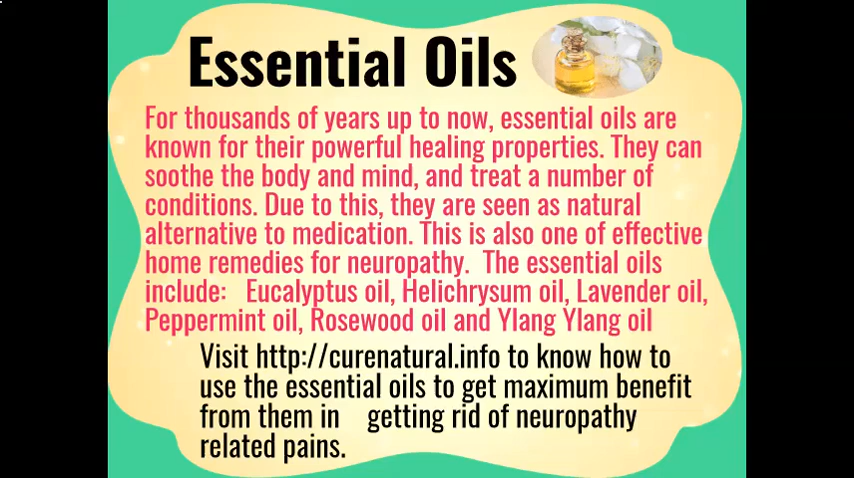 Essential Oils
For thousands of years up to now, essential oils are
known for their powerful healing properties. They can
soothe the body and mind, and treat a number of
conditions. Due to this, they are seen as natural
alternative to medication. This is also one of effective
home remedies for neuropathy. The essential oils
include: Eucalyptus oil, Helichrysum oil, Lavender oil,
Peppermint oil, Rosewood oil and Ylang Ylang oil
Visit http://curenatural.info to know how to
use the essential oils to get maximum benefit
from them in getting rid of neuropathy
related pains.